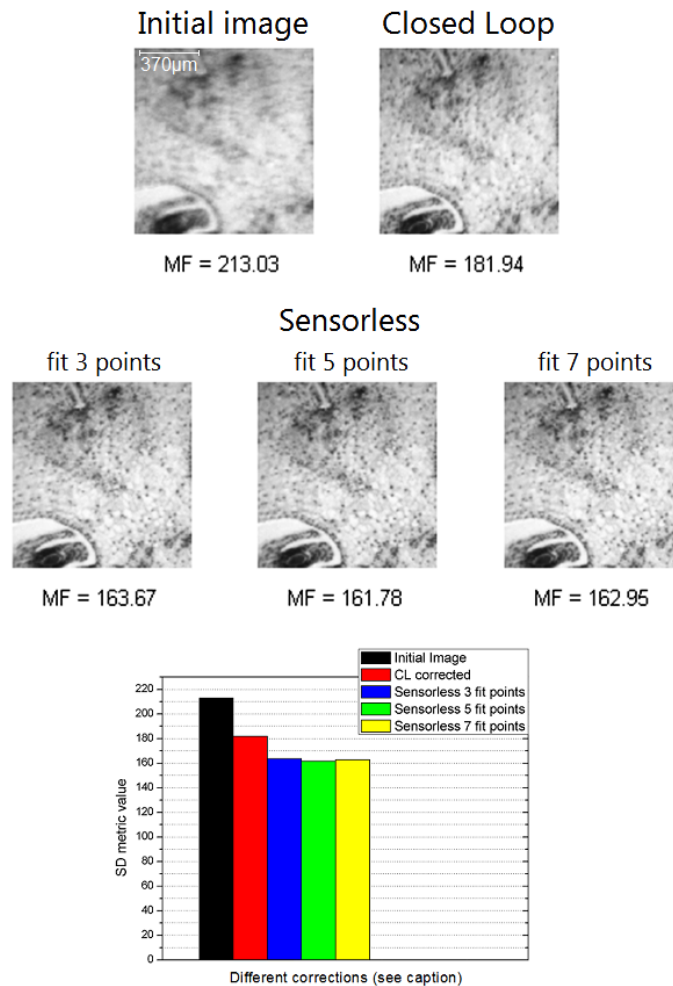 Initial image Closed Loop
370µm
MF = 213.03 MF = 181.94
Sensorless
fit 3 points fit 5 points fit 7 points
MF = 163.67 MF = 161.78 MF = 162.95
Initial Image
CL corrected
Sensorless 3 fit points
Sensorless 5 fit points
Sensorless 7 fit points
220
200
180
160
140
120
100
80
60
40
20
0
SD metric value
Different corrections (see caption)